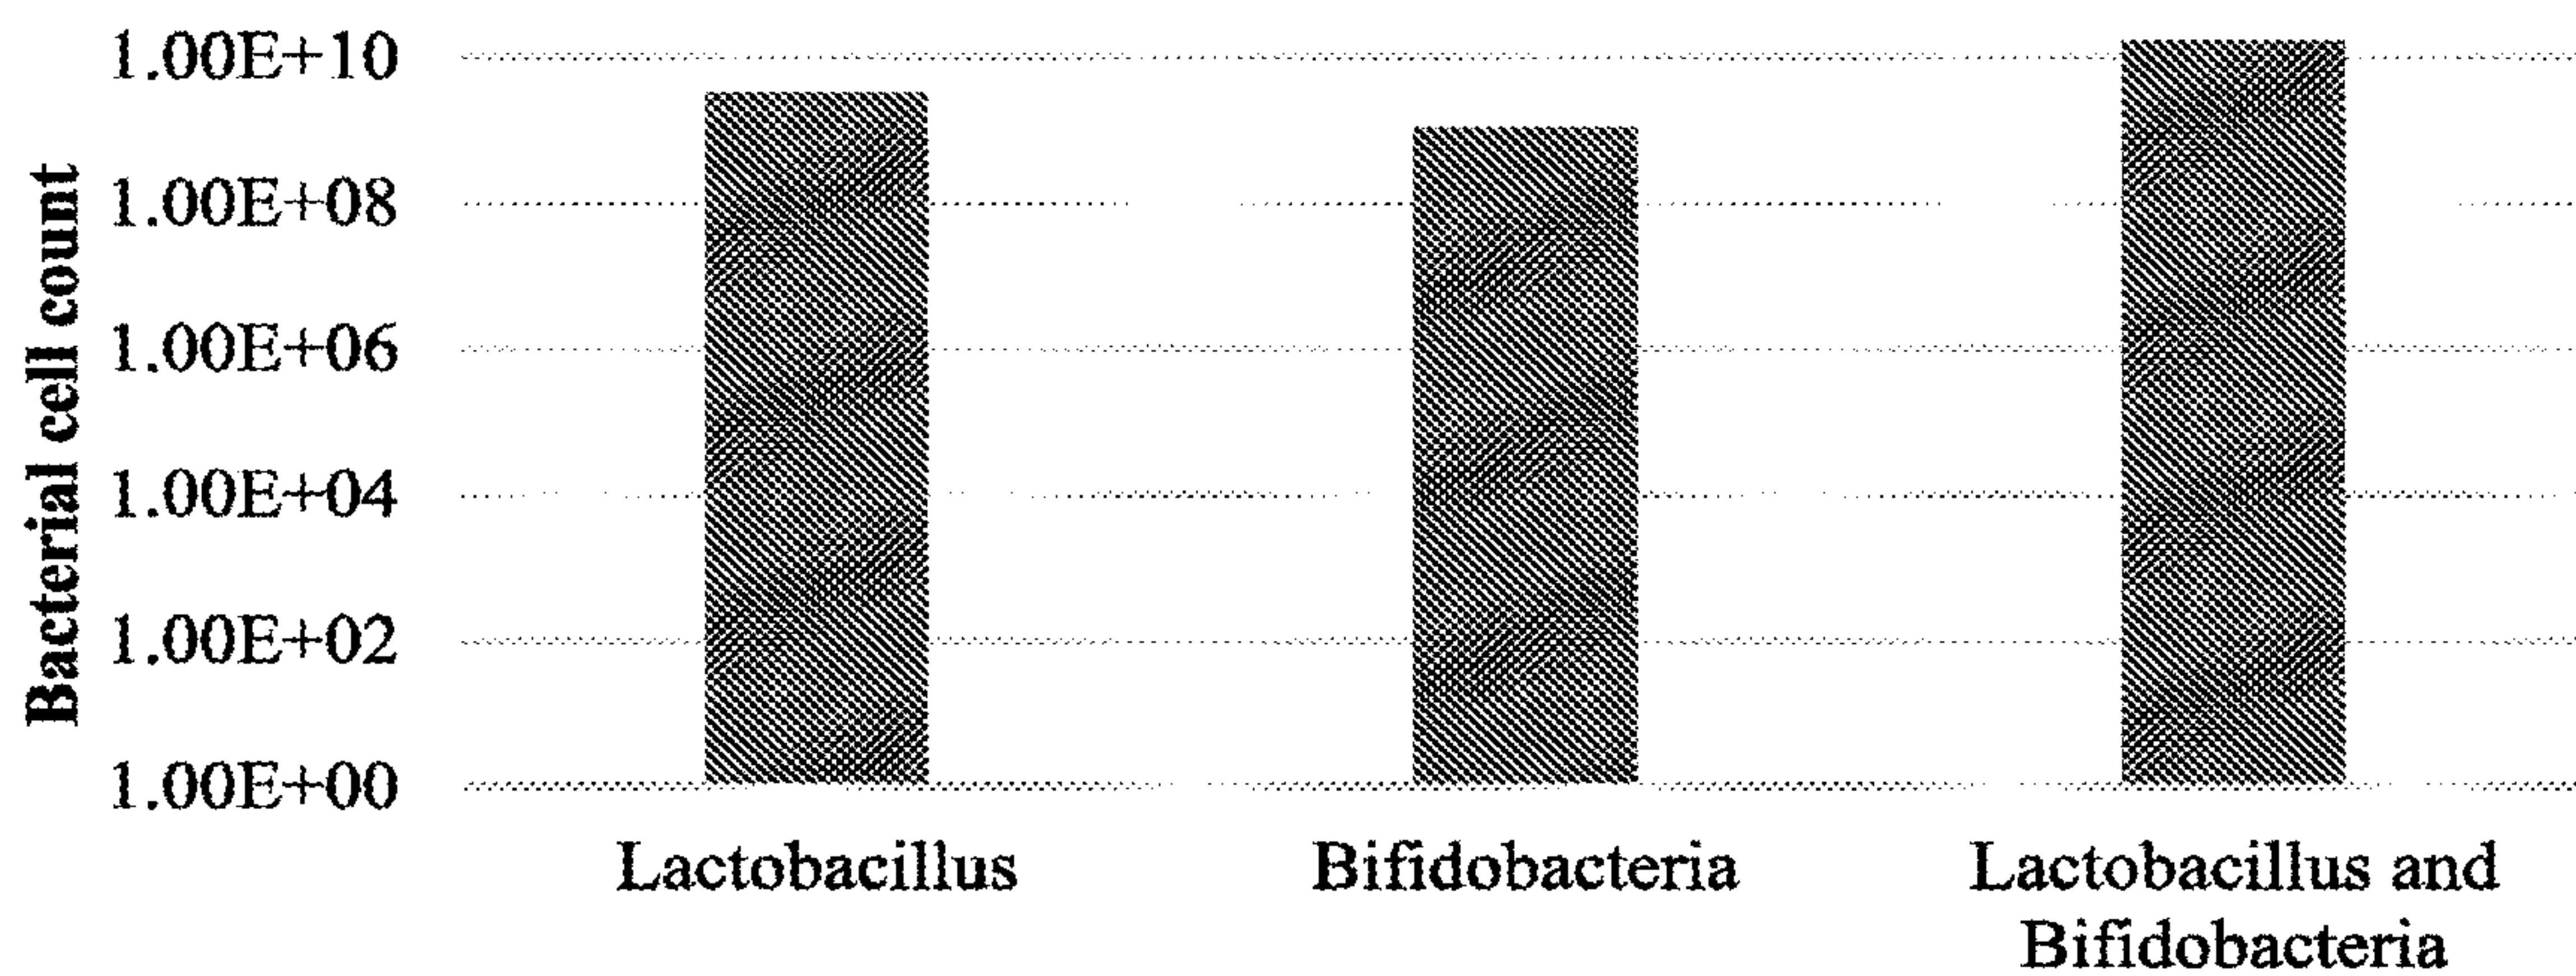 Bacterial cell count
1.00E+10
1.00E+08
1.00E+06
1.00E+04
1.00E+02
1.00E+00
Lactobacillus
Bifidobacteria
Lactobacillus and
Bifidobacteria